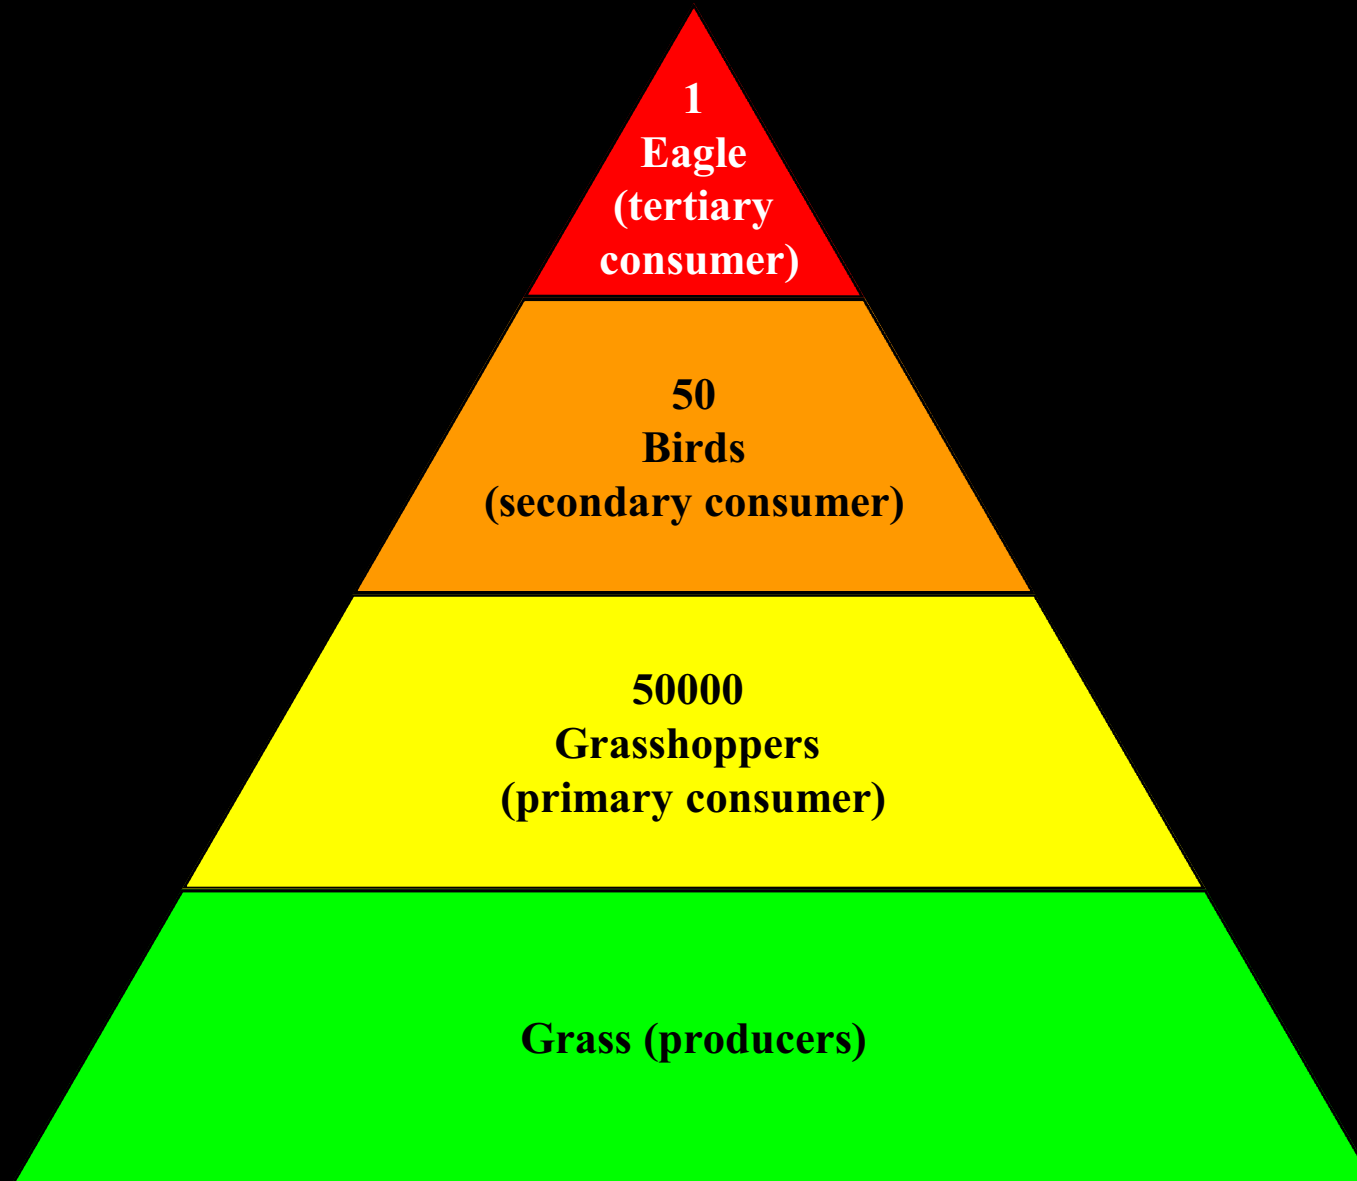 1
Eagle
(tertiary
consumer)
50
Birds
(secondary consumer)
50000
Grasshoppers
(primary consumer)
Grass (producers)